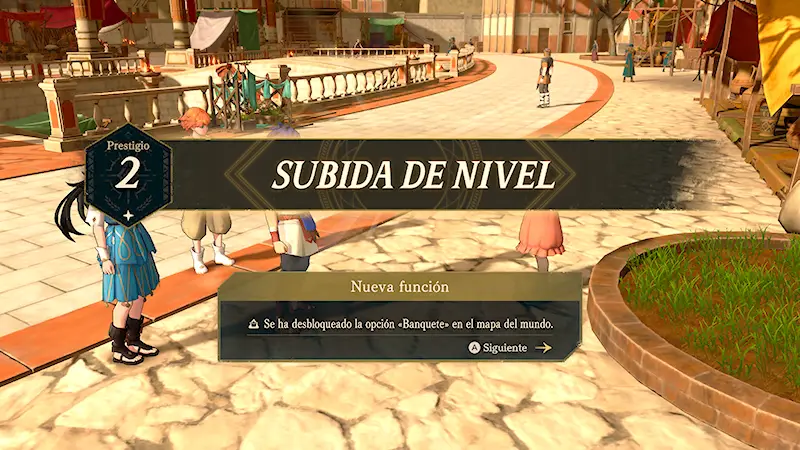 Prestigio
2
SUBIDA DE NIVEL
Nueva función
Se ha desbloqueado la opción «Banquete» en el mapa del mundo.
A Siguiente